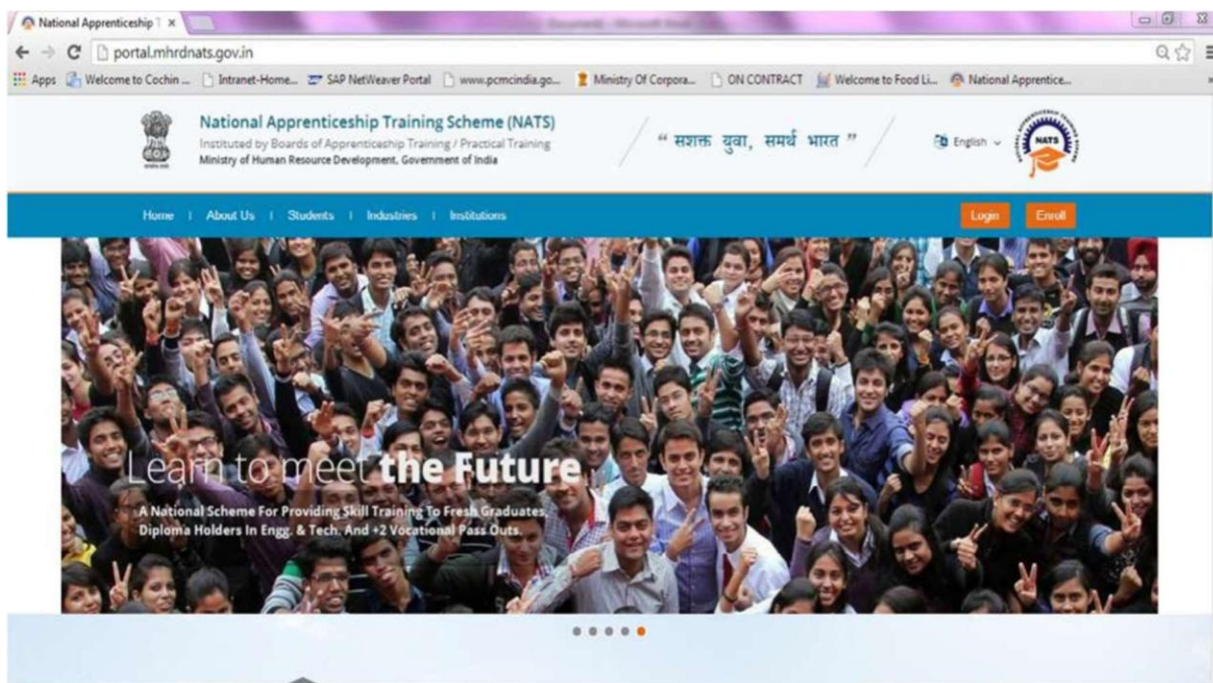 National Apprenticeship T
portal.mhrdnats.gov.in
Apps Welcome to Cochin ... Intranet-Home... SAP NetWeaver Portal www.pcmcindia.go... Ministry Of Corpora... ON CONTRACT Welcome to Food Li... National Apprentice...
National Apprenticeship Training Scheme (NATS)
Instituted by Boards of Apprenticeship Training / Practical Training
Ministry of Human Resource Development, Government of India
“ सशक्त युवा, समर्थ भारत ”
English
NATS
Home | About Us | Students | Industries | Institutions
Login Enroll
Learn to meet the Future
A National Scheme For Providing Skill Training To Fresh Graduates,
Diploma Holders In Engg. & Tech. And +2 Vocational Pass Outs.